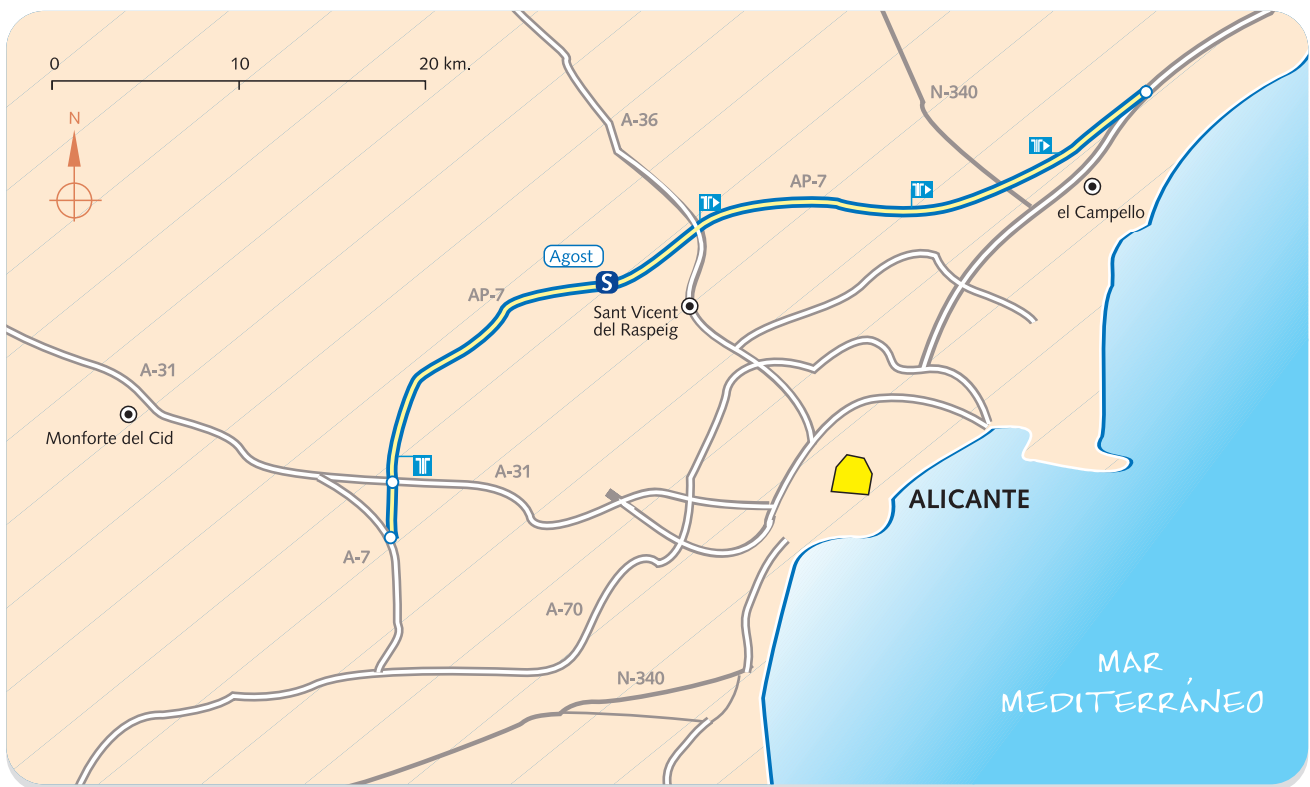 0 10 20 km.
N
A-36
N-340
AP-7
el Campello
Agost
S
AP-7
Sant Vicent
del Raspeig
A-31
Monforte del Cid
A-31
ALICANTE
A-7
A-70
N-340
MAR
MEDITERRÁNEO